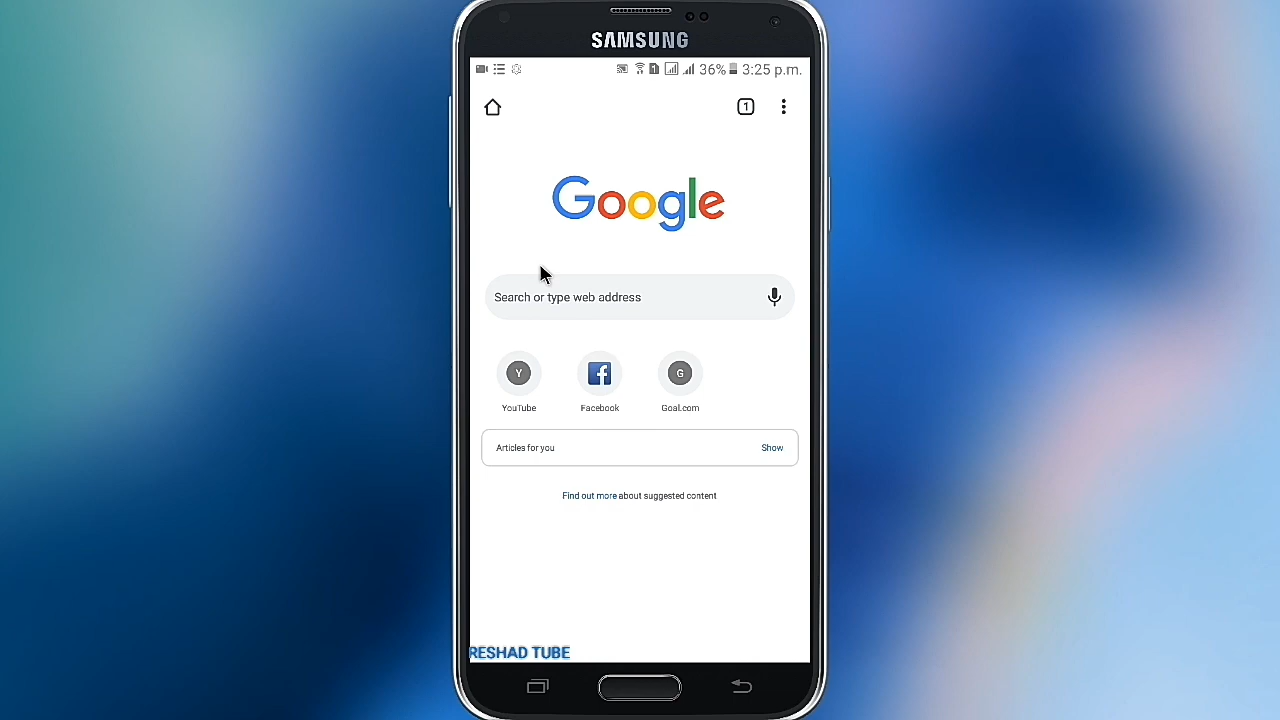 SAMSUNG
1 36% 3:25 p.m.
1
Google
Search or type web address
Y G
YouTube Facebook Goal.com
Articles for you Show
Find out more about suggested content
RESHAD TUBE